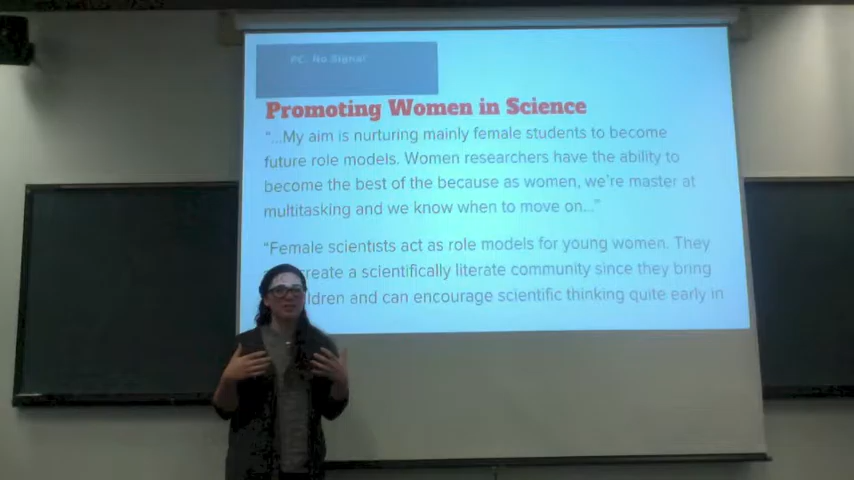 PC: No Signal
Promoting Women in Science
"...My aim is nurturing mainly female students to become
future role models. Women researchers have the ability to
become the best of the because as women, we're master at
multitasking and we know when to move on..."
"Female scientists act as role models for young women. They
create a scientifically literate community since they bring
and can encourage scientific thinking quite early in